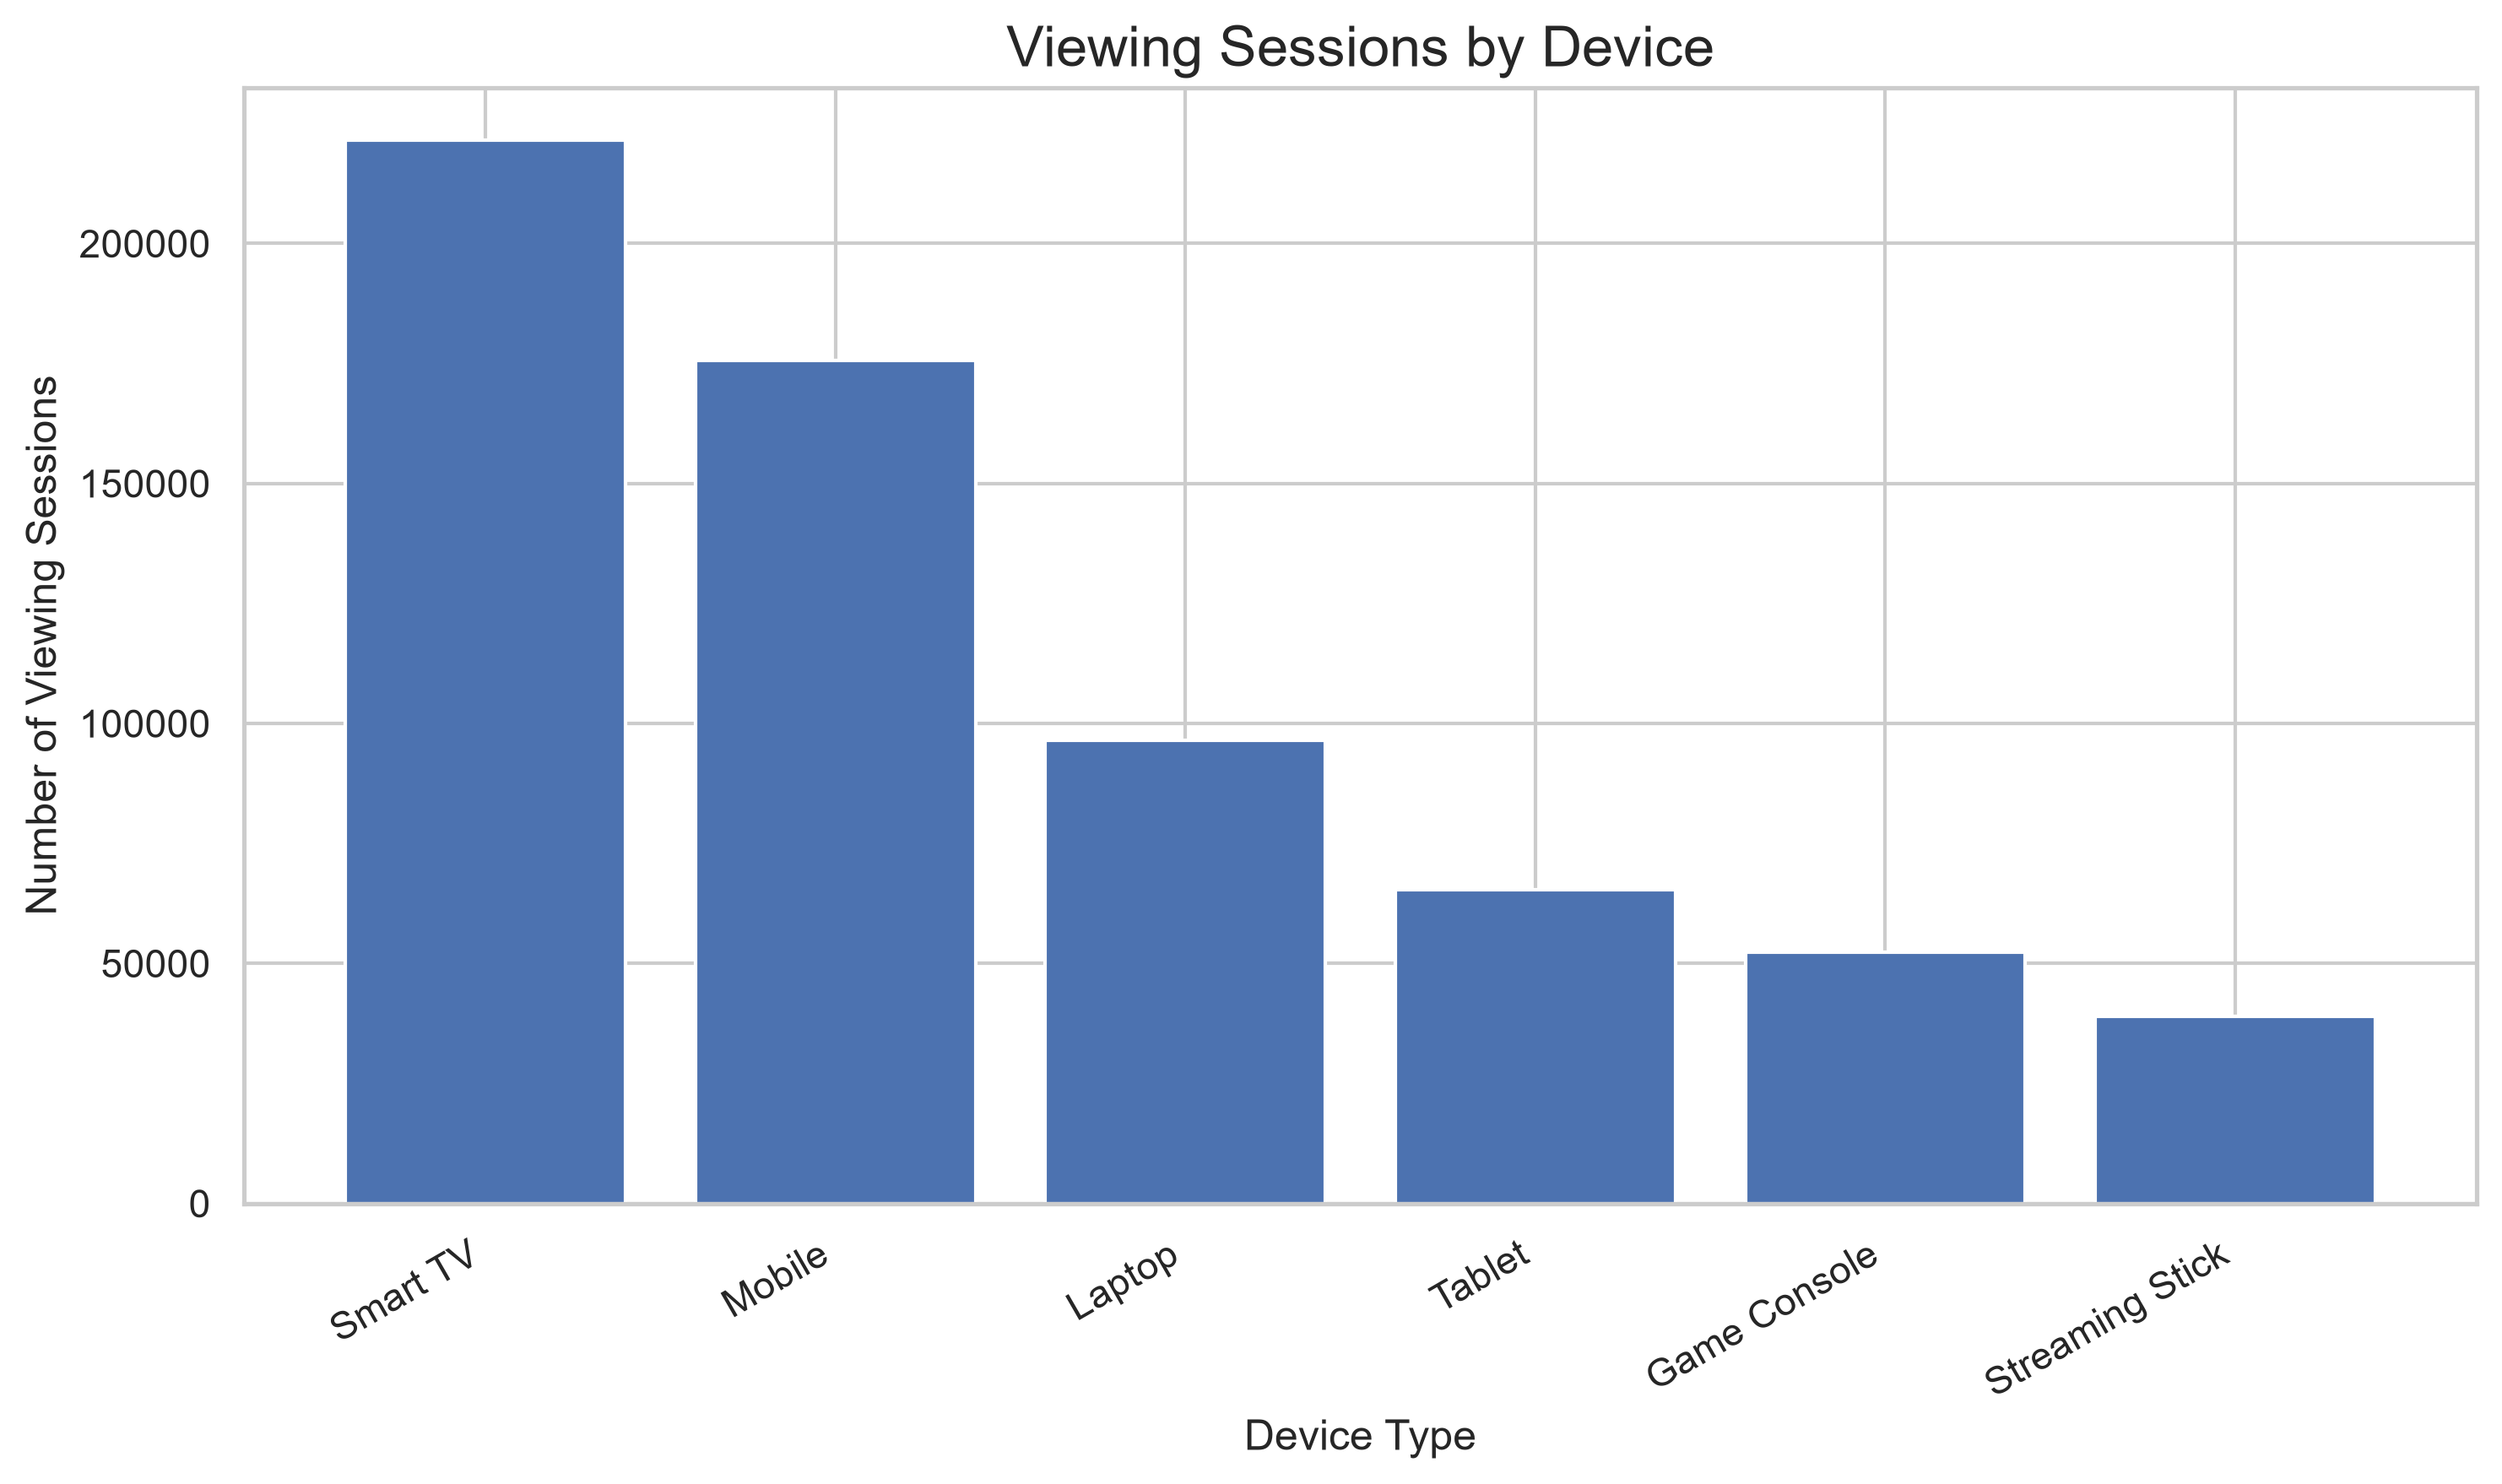 Viewing Sessions by Device
Number of Viewing Sessions
200000
150000
100000
50000
0
Smart TV
Mobile
Laptop
Tablet
Game Console
Streaming Stick
Device Type